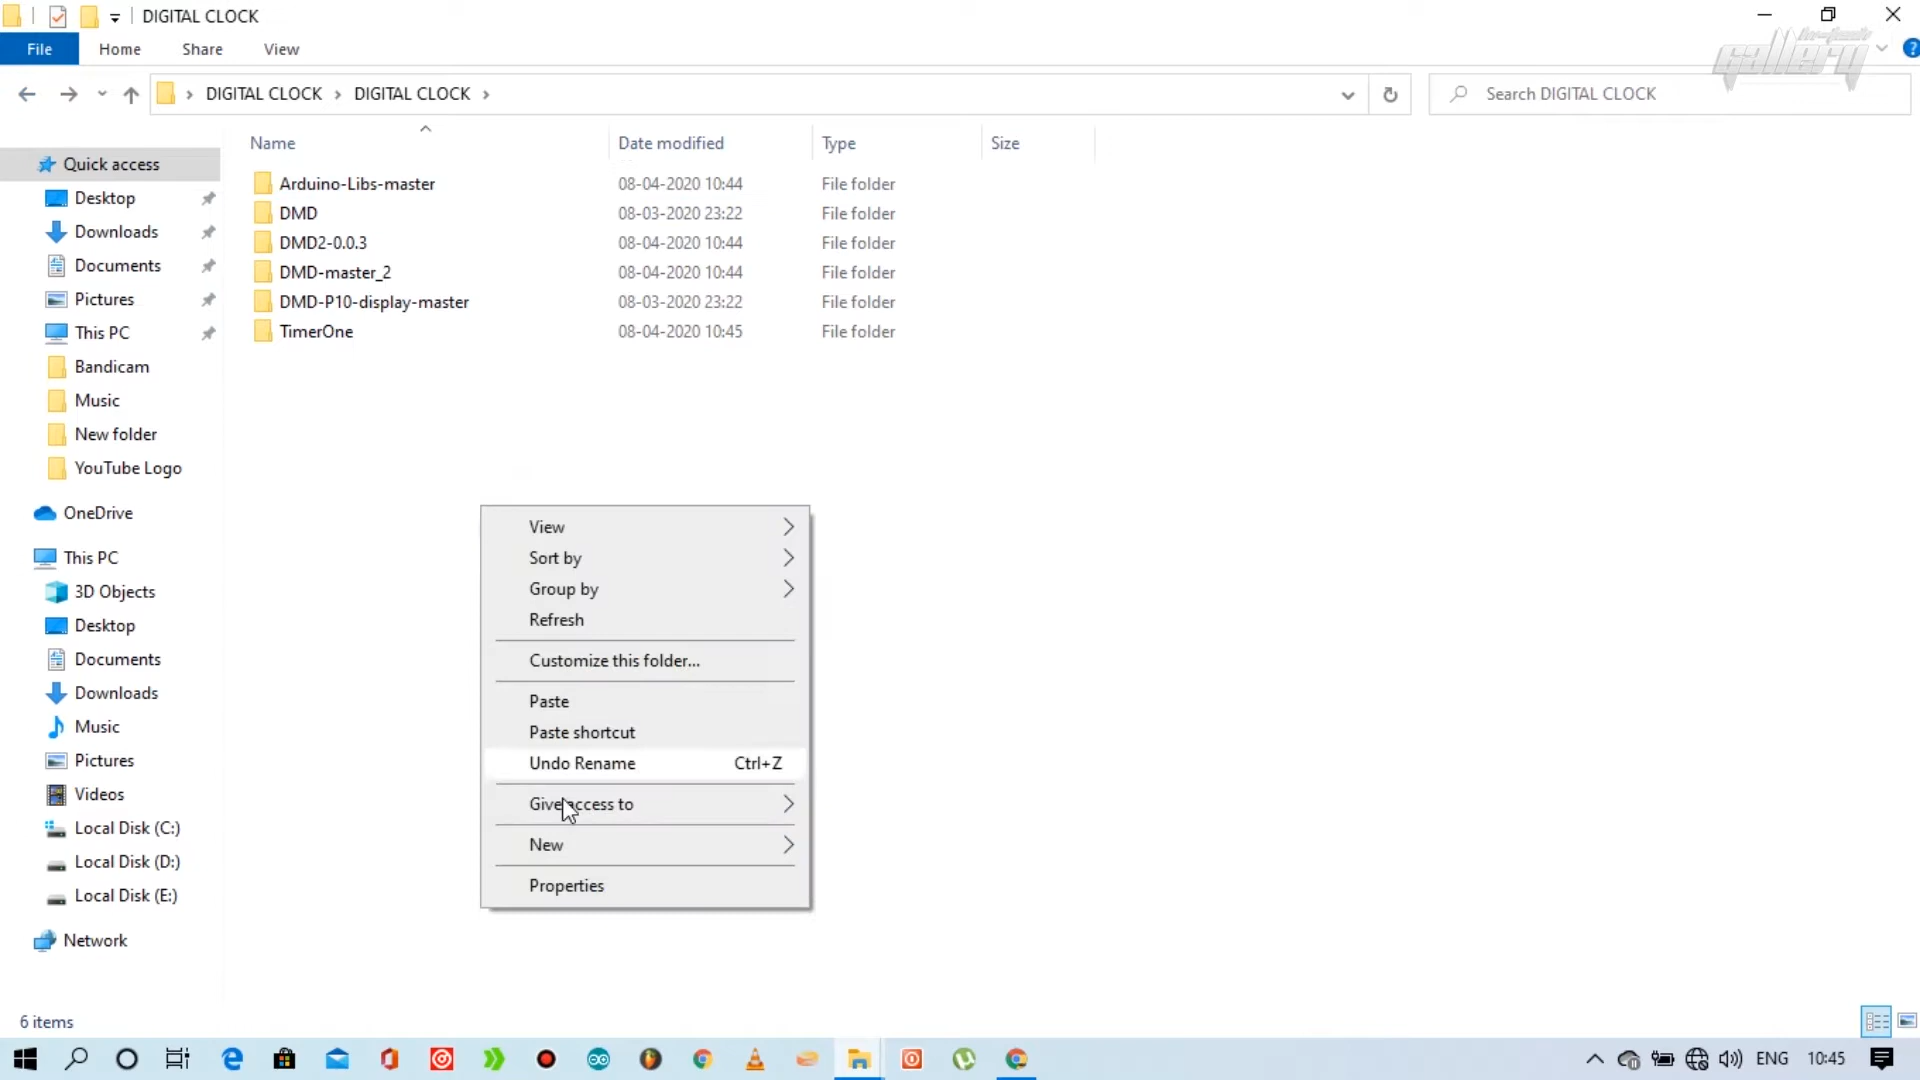 DIGITAL CLOCK
File Home Share View
gallery
DIGITAL CLOCK DIGITAL CLOCK
Search DIGITAL CLOCK
Name Date modified Type Size
Arduino-Libs-master 08-04-2020 10:44 File folder
DMD 08-03-2020 23:22 File folder
DMD2-0.0.3 08-04-2020 10:44 File folder
DMD-master_2 08-04-2020 10:44 File folder
DMD-P10-display-master 08-03-2020 23:22 File folder
TimerOne 08-04-2020 10:45 File folder
Quick access
Desktop
Downloads
Documents
Pictures
This PC
Bandicam
Music
New folder
YouTube Logo
OneDrive
This PC
3D Objects
Desktop
Documents
Downloads
Music
Pictures
Videos
Local Disk (C:)
Local Disk (D:)
Local Disk (E:)
Network
View
Sort by
Group by
Refresh
Customize this folder...
Paste
Paste shortcut
Undo Rename Ctrl+Z
Give access to
New
Properties
6 items
ENG 10:45